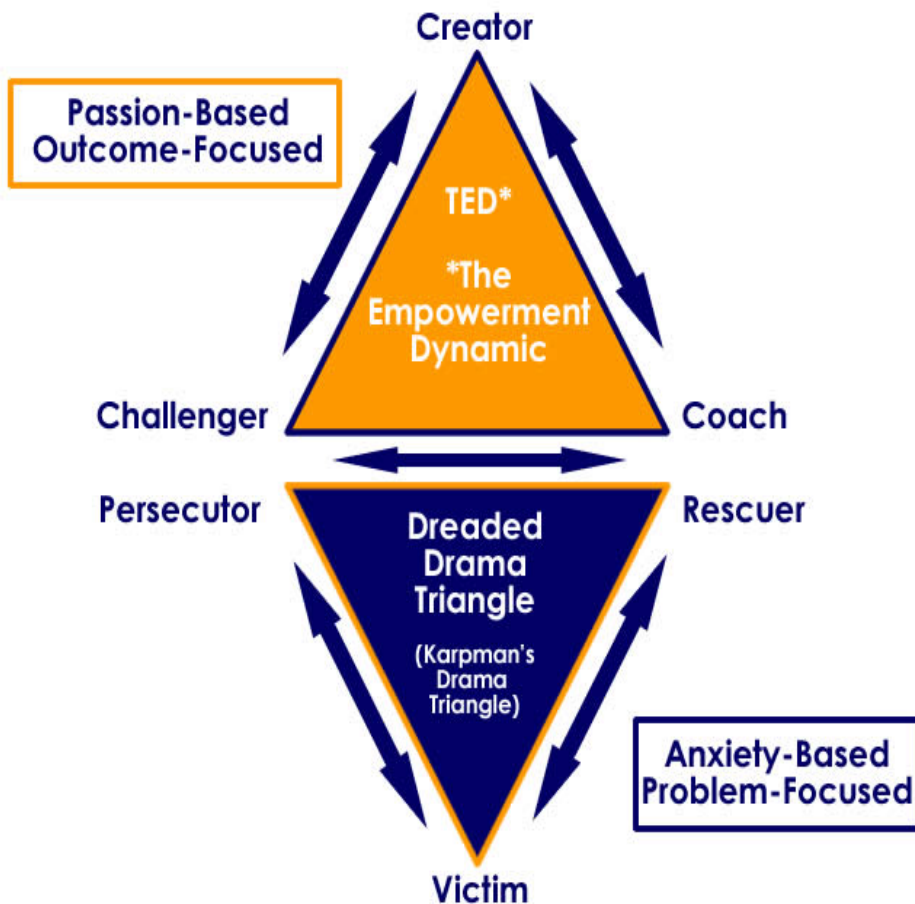 Creator
Passion-Based
Outcome-Focused
TED*
*The
Empowerment
Dynamic
Challenger
Coach
Persecutor
Rescuer
Dreaded
Drama
Triangle
(Karpman's
Drama
Triangle)
Anxiety-Based
Problem-Focused
Victim